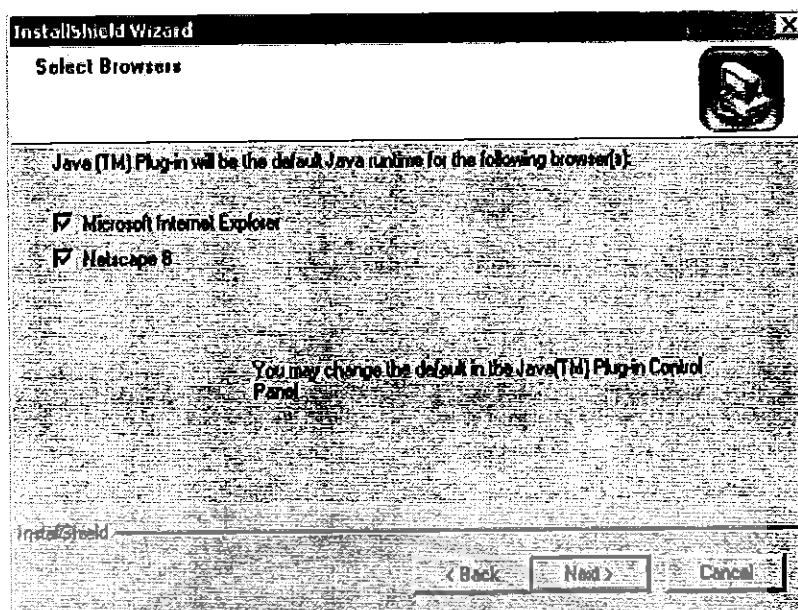 InstallShield Wizard
Select Browsers
Java (TM) Plug-in will be the default Java runtime for the following browser(s):
Microsoft Internet Explorer
Netscape 6
You may change the default in the Java(TM) Plug-in Control
Panel
InstallShield
< Back
Next >
Cancel